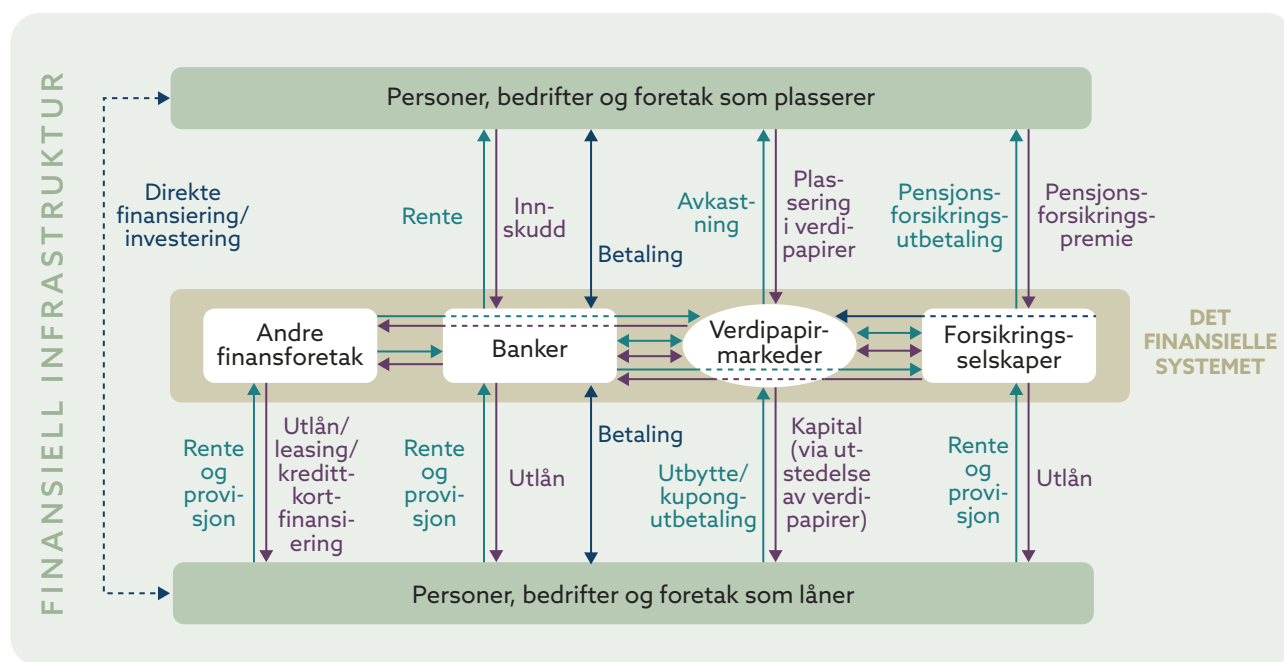 FINANSIELL INFRASTRUKTUR
Personer, bedrifter og foretak som plasserer
Direkte
finansiering/
investering
Rente
Inn-
skudd
Betaling
Avkast-
ning
Plas-
sering
i verdi-
papirer
Pensjons-
forsikrings-
utbetaling
Pensjons-
forsikrings-
premie
Andre
finansforetak
Banker
Verdipapir-
markeder
Forsikrings-
selskaper
DET
FINANSIELLE
SYSTEMET
Rente
og
provi-
sjon
Utlån/
leasing/
kreditt-
kort-
finansi-
ering
Rente
og
provi-
sjon
Utlån
Betaling
Utbytte/
kupong-
utbetaling
Kapital
(via ut-
stedelse
av verdi-
papirer)
Rente
og
provi-
sjon
Utlån
Personer, bedrifter og foretak som låner